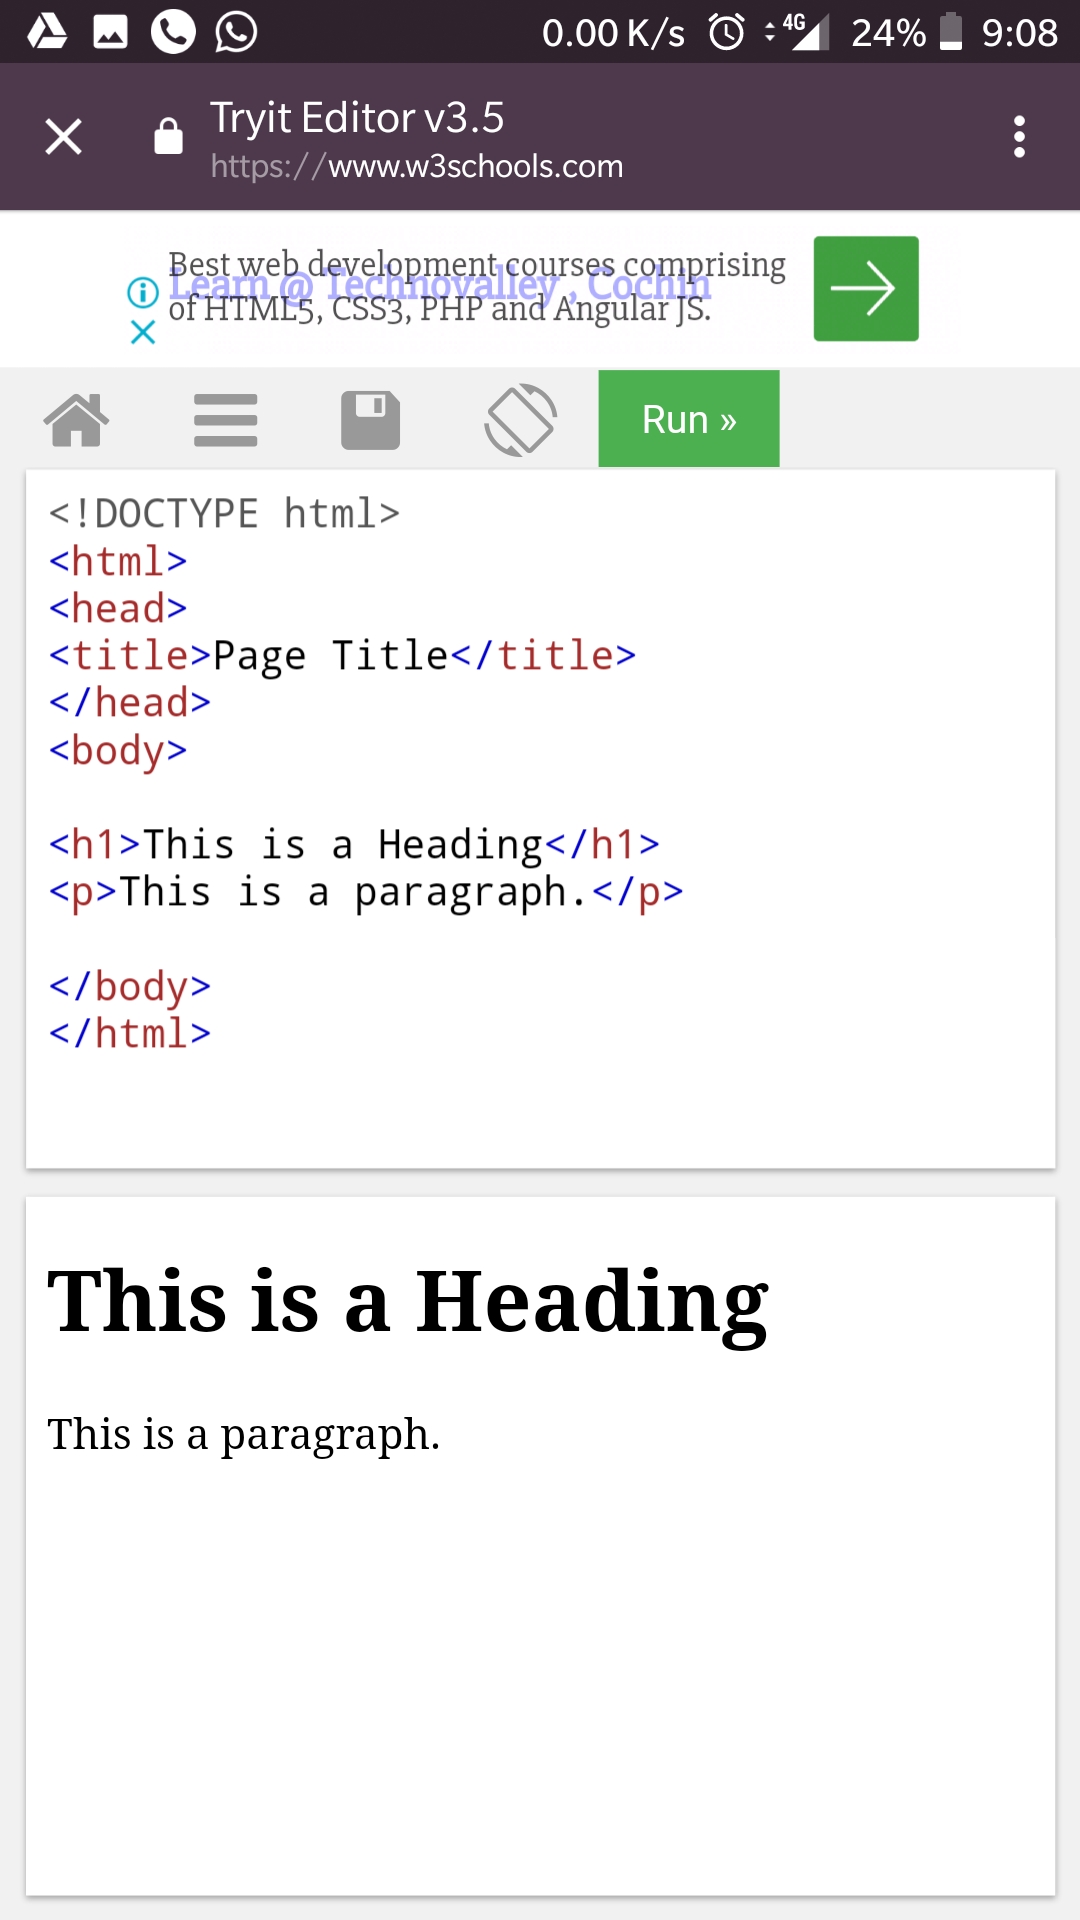 0.00 K/s 4G 24% 9:08
Tryit Editor v3.5
https://www.w3schools.com
Best web development courses comprising
Learn @ Technovalley , Cochin
of HTML5, CSS3, PHP and Angular JS.
Run »
<!DOCTYPE html>
<html>
<head>
<title>Page Title</title>
</head>
<body>
<h1>This is a Heading</h1>
<p>This is a paragraph.</p>
</body>
</html>
This is a Heading
This is a paragraph.